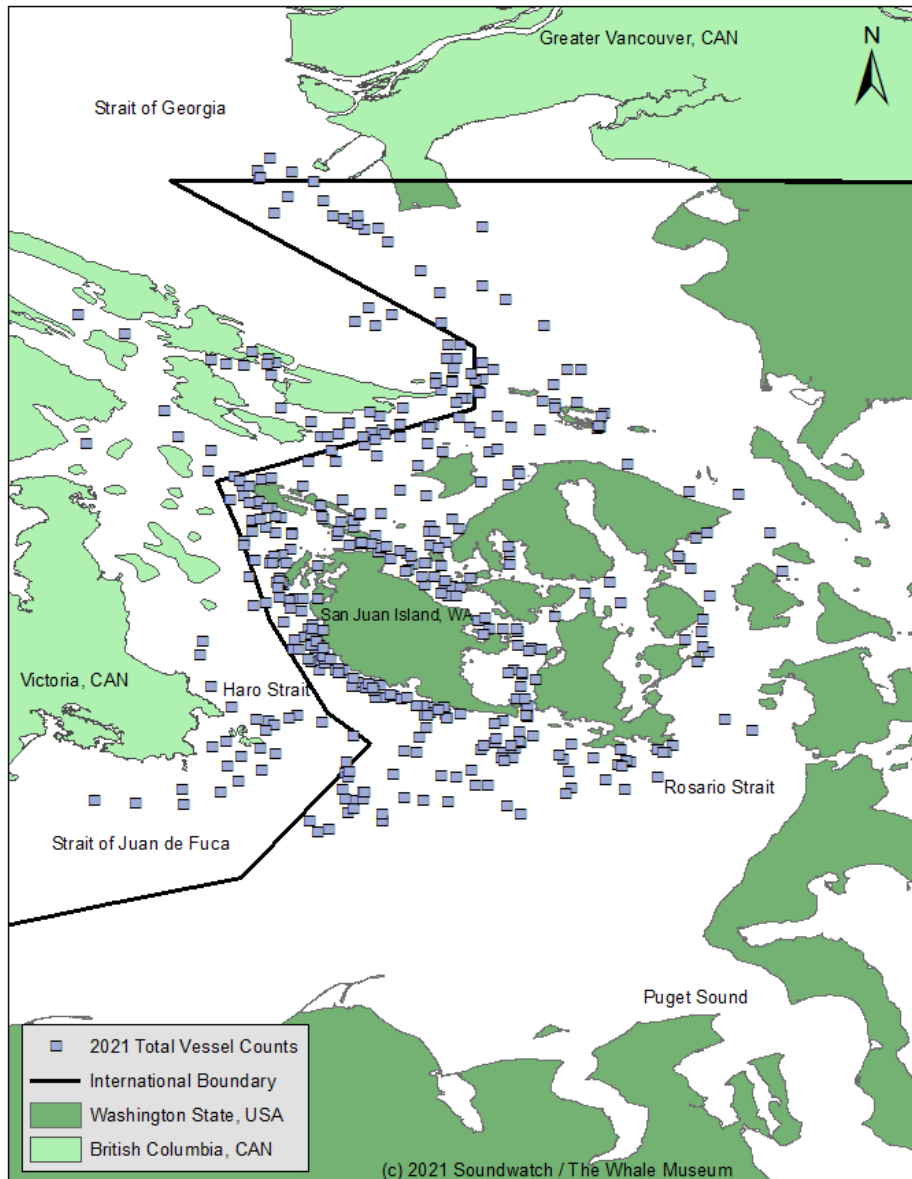 Greater Vancouver, CAN
N
Strait of Georgia
San Juan Island, WA
Victoria, CAN
Haro Strait
Rosario Strait
Strait of Juan de Fuca
Puget Sound
2021 Total Vessel Counts
International Boundary
Washington State, USA
British Columbia, CAN
(c) 2021 Soundwatch / The Whale Museum